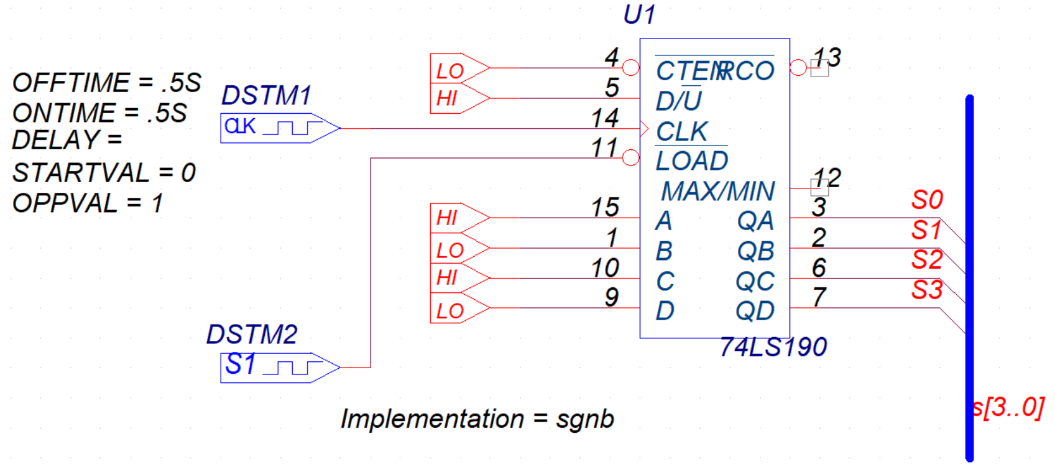 U1
OFFTIME = .5S
ONTIME = .5S
DELAY =
STARTVAL = 0
OPPVAL = 1
DSTM1
CLK
LO
HI
4
5
14
11
CTEN
RCO
13
D/U
CLK
LOAD
MAX/MIN
12
HI
15
A
QA
3
S0
LO
1
B
QB
2
S1
HI
10
C
QC
6
S2
LO
9
D
QD
7
S3
74LS190
DSTM2
S1
Implementation = sgnb
s[3..0]